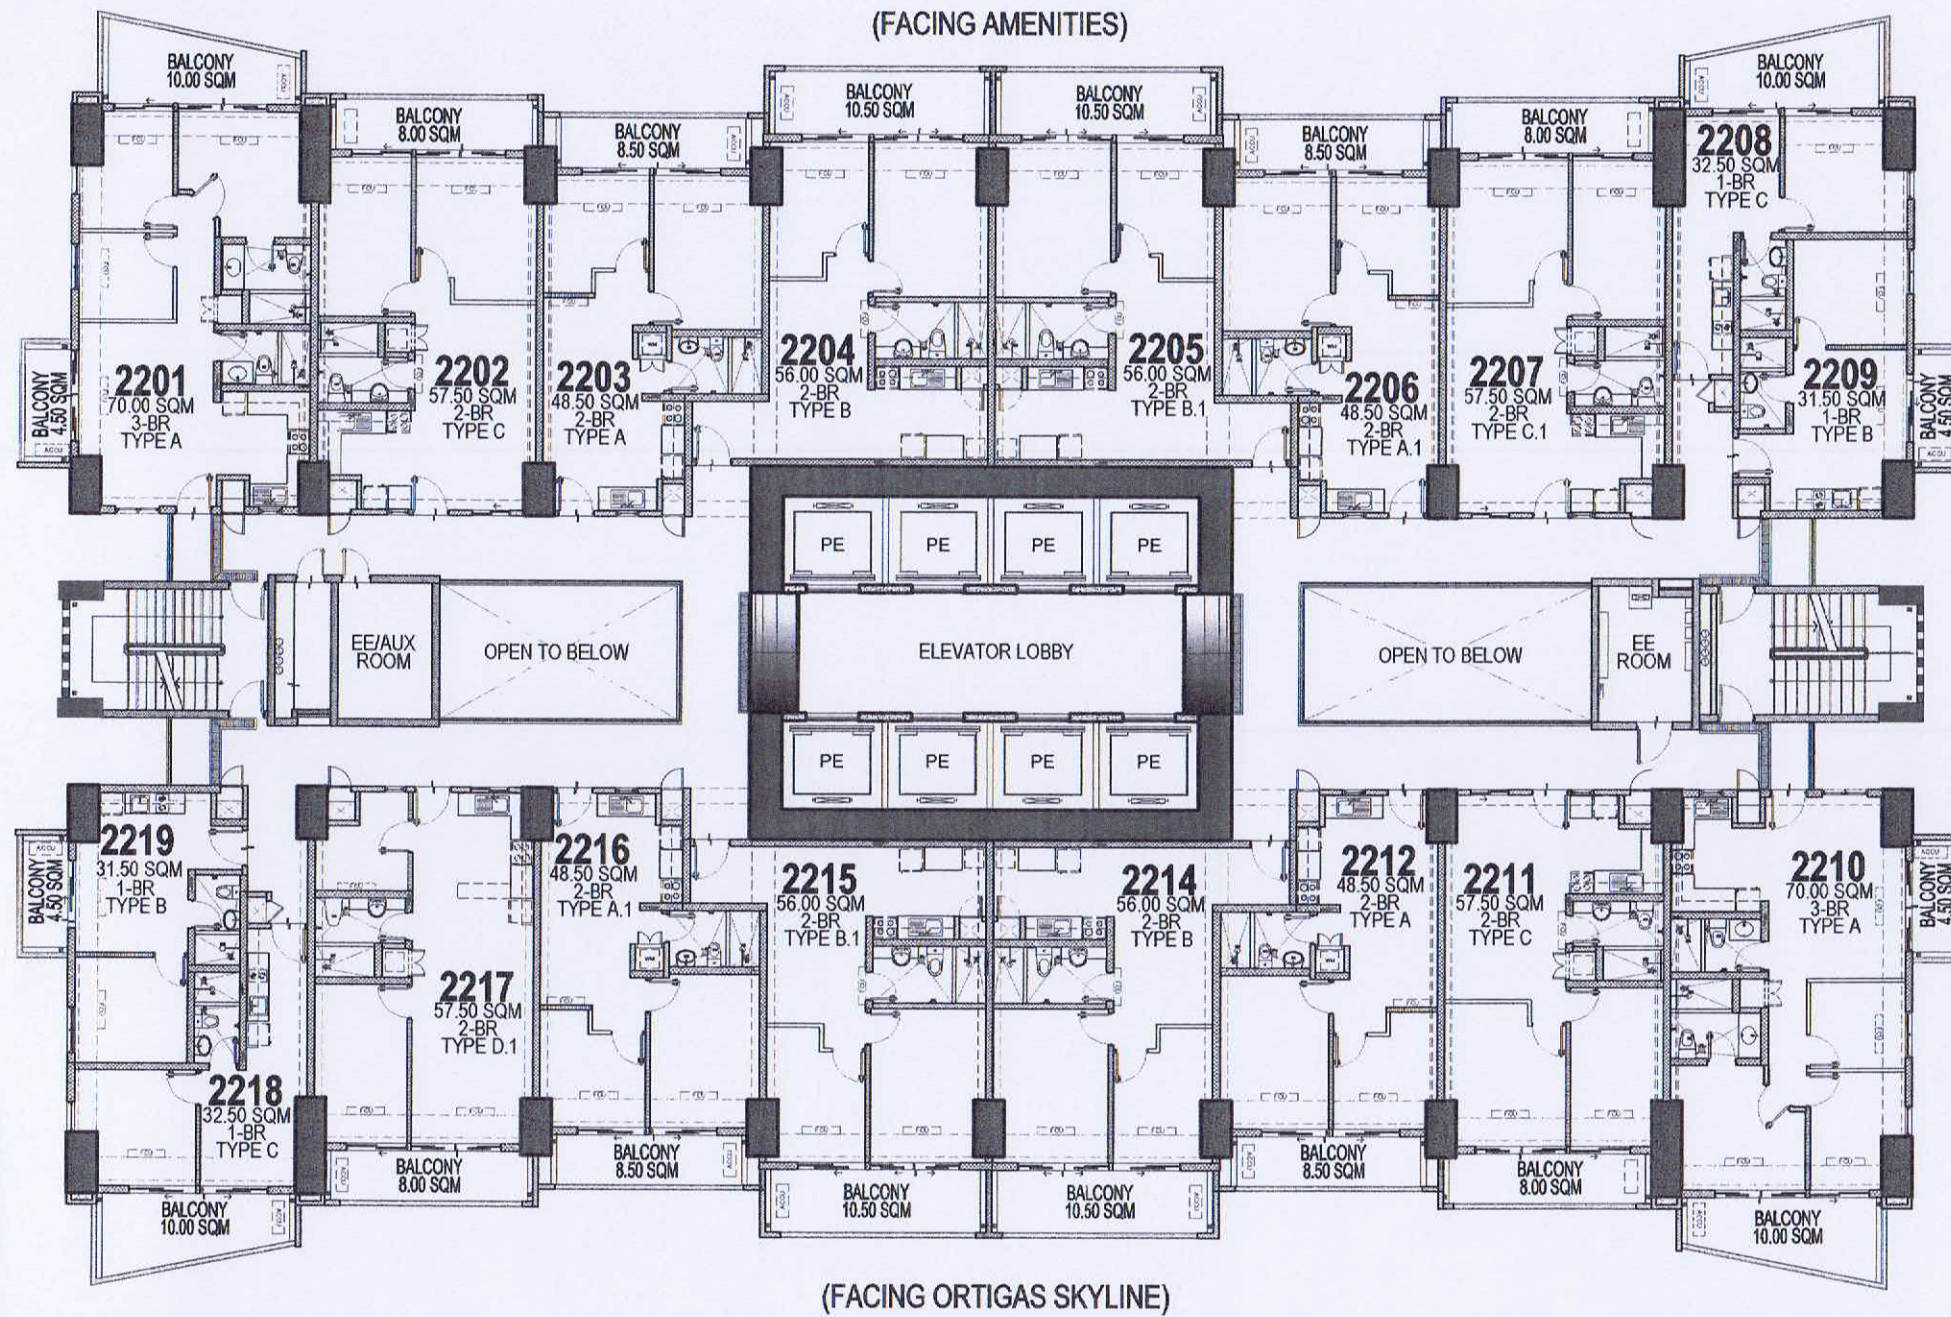 (FACING AMENITIES)
BALCONY
10.00 SQM
BALCONY
8.00 SQM
BALCONY
8.50 SQM
BALCONY
10.50 SQM
BALCONY
10.50 SQM
BALCONY
8.50 SQM
BALCONY
8.00 SQM
BALCONY
10.00 SQM
2201
70.00 SQM
3-BR
TYPE A
BALCONY
4.50 SQM
ACCU
2202
57.50 SQM
2-BR
TYPE C
2203
48.50 SQM
2-BR
TYPE A
2204
56.00 SQM
2-BR
TYPE B
2205
56.00 SQM
2-BR
TYPE B.1
2206
48.50 SQM
2-BR
TYPE A.1
2207
57.50 SQM
2-BR
TYPE C.1
2208
32.50 SQM
1-BR
TYPE C
2209
31.50 SQM
1-BR
TYPE B
BALCONY
4.50 SQM
ACCU
PE
PE
PE
PE
EE/AUX
ROOM
OPEN TO BELOW
ELEVATOR LOBBY
OPEN TO BELOW
EE
ROOM
PE
PE
PE
PE
2219
31.50 SQM
1-BR
TYPE B
BALCONY
4.50 SQM
ACCU
2218
32.50 SQM
1-BR
TYPE C
2217
57.50 SQM
2-BR
TYPE D.1
2216
48.50 SQM
2-BR
TYPE A.1
2215
56.00 SQM
2-BR
TYPE B.1
2214
56.00 SQM
2-BR
TYPE B
2212
48.50 SQM
2-BR
TYPE A
2211
57.50 SQM
2-BR
TYPE C
2210
70.00 SQM
3-BR
TYPE A
BALCONY
4.50 SQM
ACCU
BALCONY
10.00 SQM
BALCONY
8.00 SQM
BALCONY
8.50 SQM
BALCONY
10.50 SQM
BALCONY
10.50 SQM
BALCONY
8.50 SQM
BALCONY
8.00 SQM
BALCONY
10.00 SQM
(FACING ORTIGAS SKYLINE)